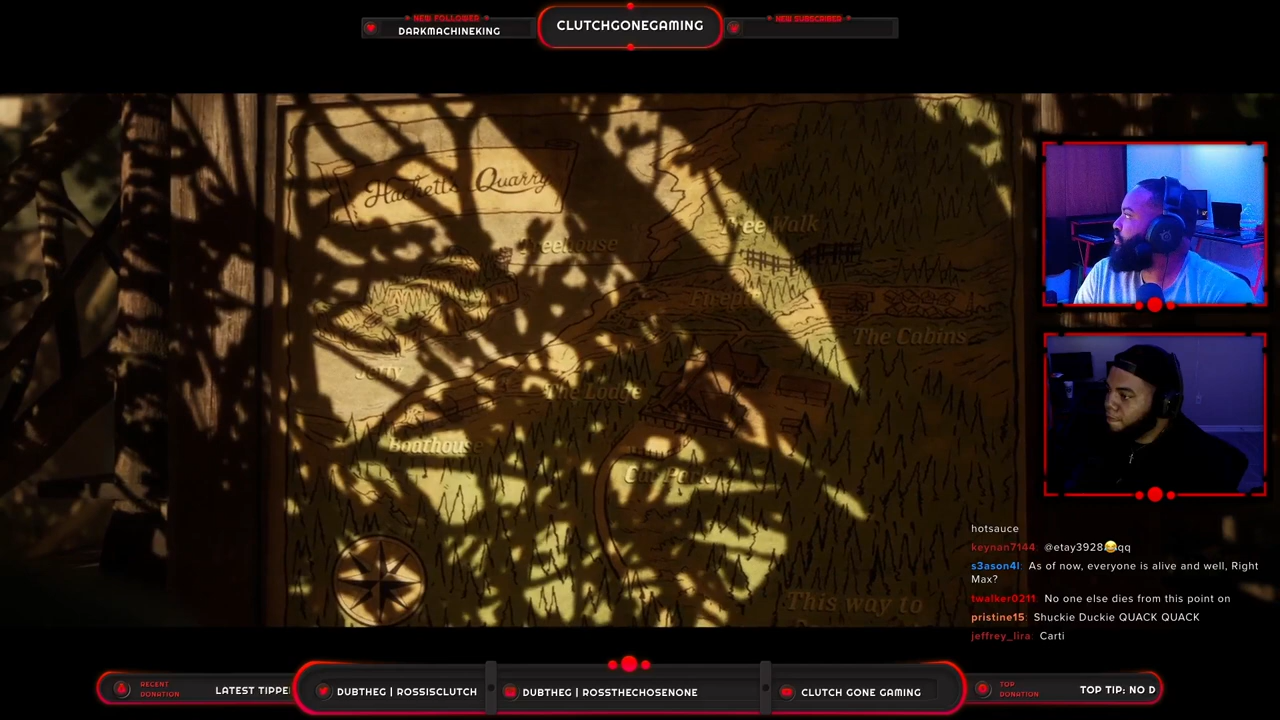 NEW FOLLOWER
DARKMACHINEKING
CLUTCHGONEGAMING
NEW SUBSCRIBER
Hackett's Quarry
Treehouse
Tree Walk
Firepit
The Cabins
Jetty
The Lodge
Boathouse
Car Park
This way to
hotsauce
keynan7144: @etay3928😂qq
s3ason4l: As of now, everyone is alive and well, Right
Max?
twalker0211: No one else dies from this point on
pristine15: Shuckie Duckie QUACK QUACK
jeffrey_lira: Carti
RECENT
DONATION
LATEST TIPPE
DUBTHEG | ROSSISCLUTCH
DUBTHEG | ROSSTHECHOSENONE
CLUTCH GONE GAMING
TOP
DONATION
TOP TIP: NO D